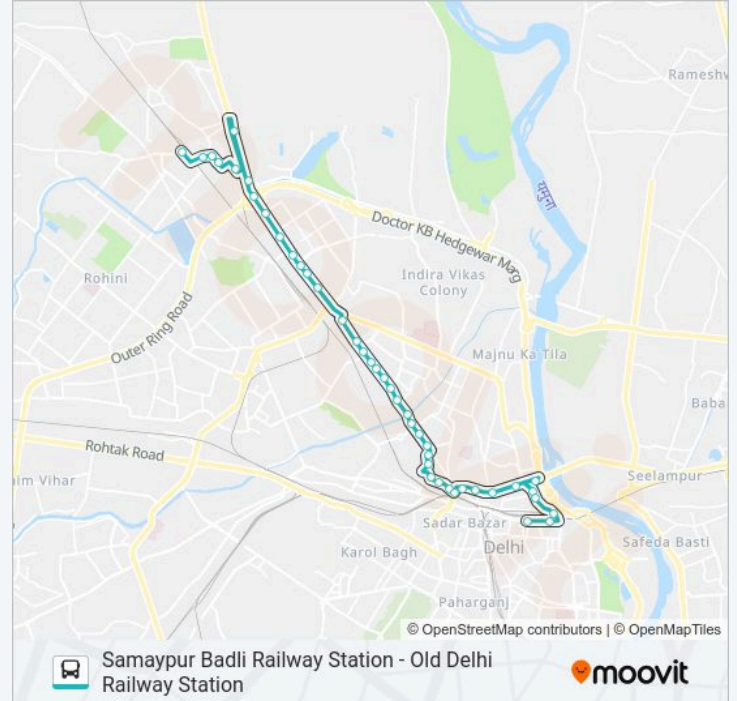 Rameshw
यमुना
Doctor KB Hedgewar Marg
Rohini
Indira Vikas
Colony
Outer Ring Road
Majnu Ka Tila
Baba
Rohtak Road
im Vihar
Seelampur
Sadar Bazar
Delhi
Safeda Basti
Karol Bagh
Paharganj
© OpenStreetMap contributors | © OpenMapTiles
Samaypur Badli Railway Station - Old Delhi
Railway Station
moovit